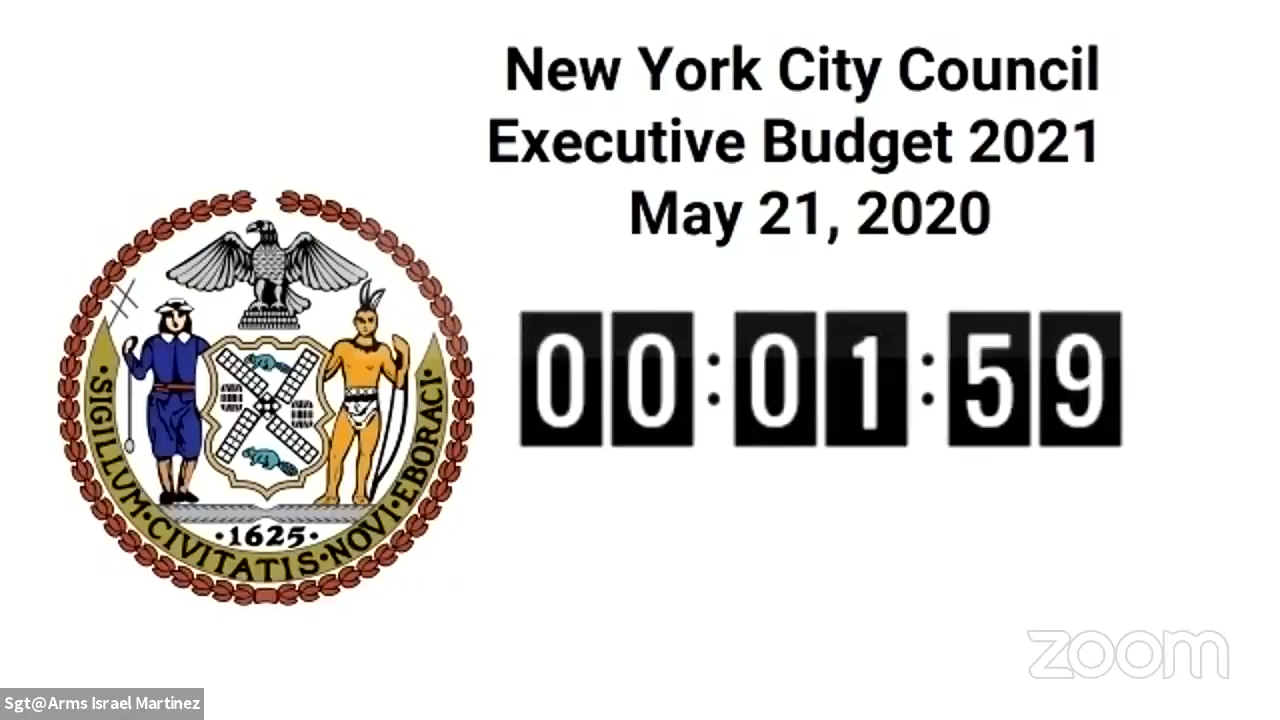 New York City Council
Executive Budget 2021
May 21, 2020
00:01:59
·SIGILLUM·CIVITATIS·NOVI·EBORACI·
·1625·
zoom
Sgt@Arms Israel Martinez